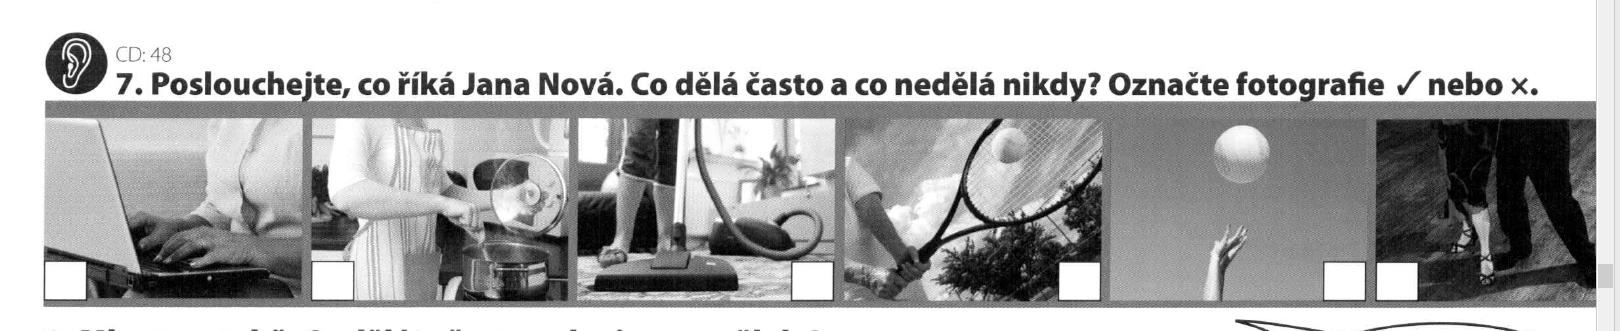 CD: 48
7. Poslouchejte, co říká Jana Nová. Co dělá často a co nedělá nikdy? Označte fotografie ✓ nebo ×.